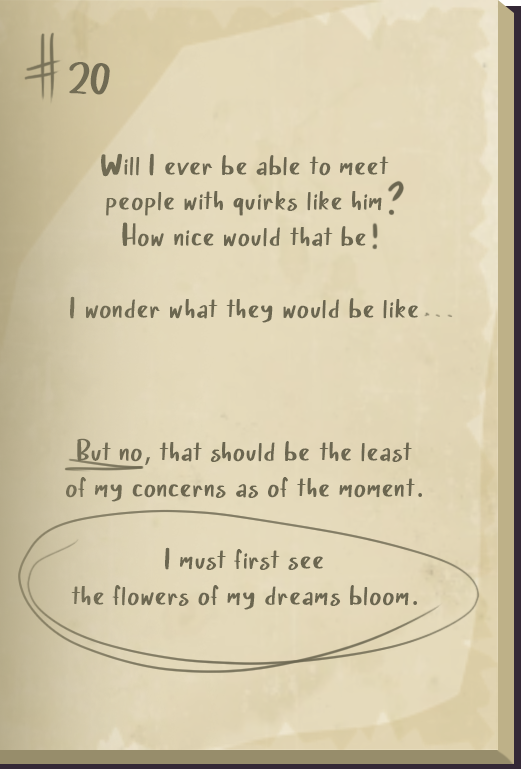 #20
Will I ever be able to meet
people with quirks like him?
How nice would that be!
I wonder what they would be like...
But no, that should be the least
of my concerns as of the moment.
I must first see
the flowers of my dreams bloom.